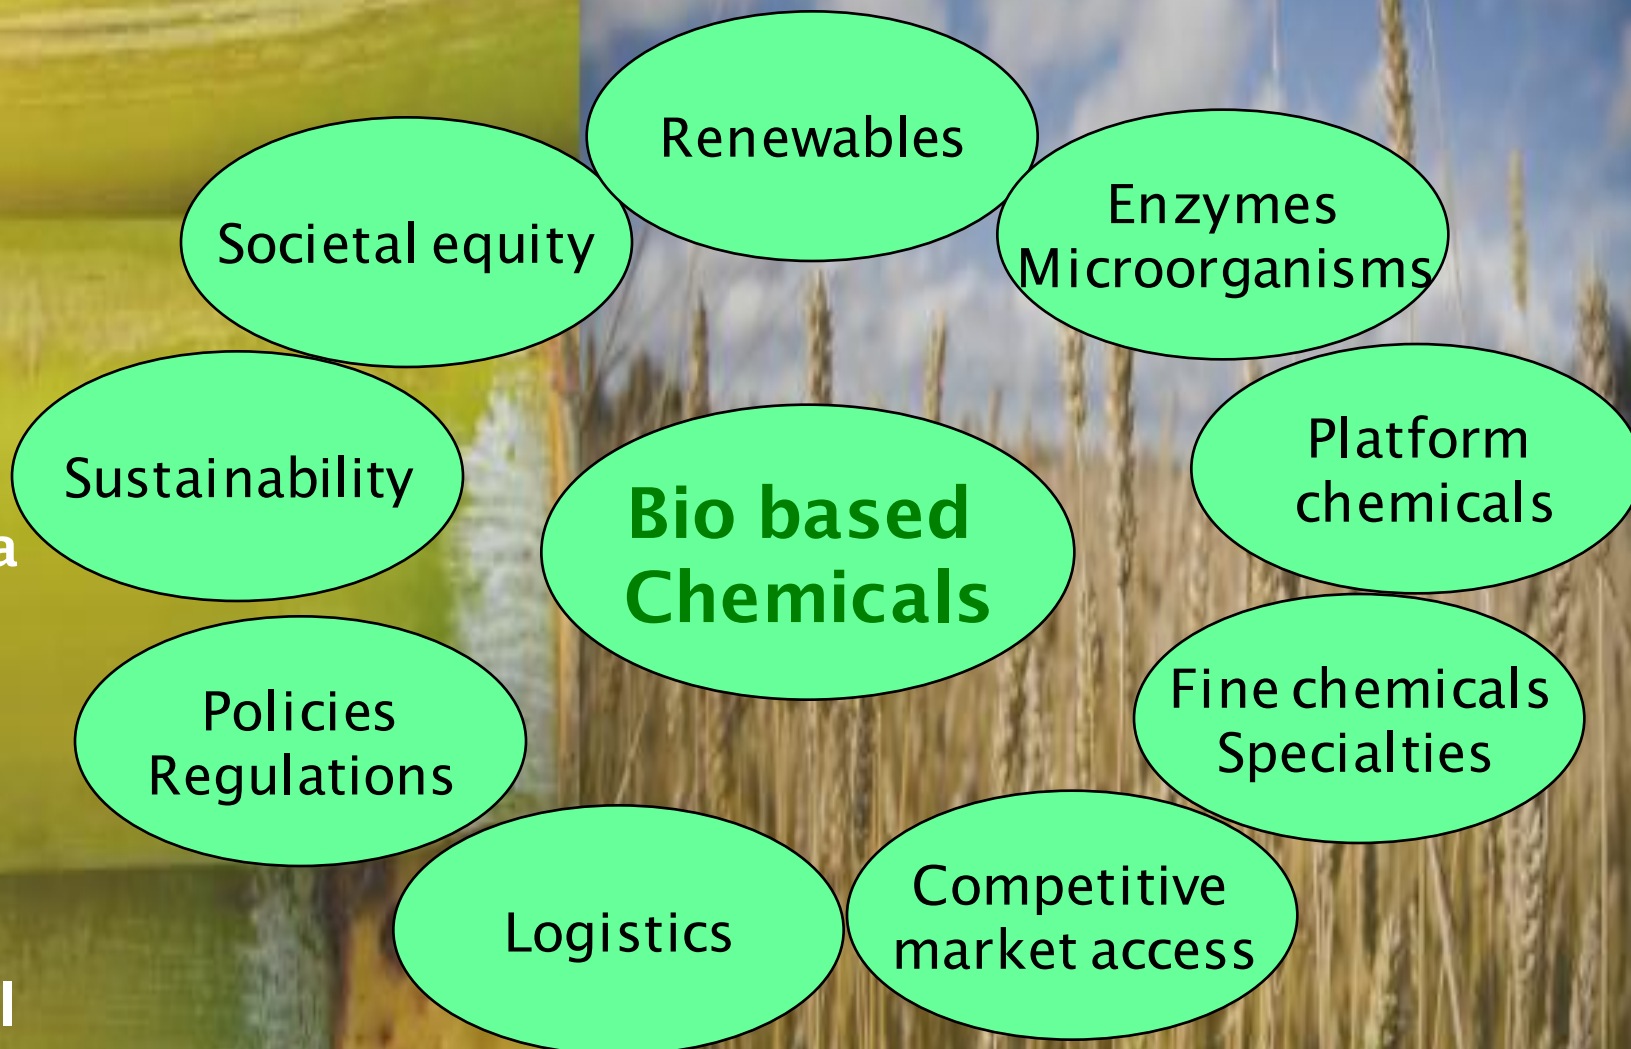 Renewables
Enzymes
Microorganisms
Societal equity
Platform
chemicals
Sustainability
Bio based
Chemicals
a
Fine chemicals
Specialties
Policies
Regulations
Competitive
market access
Logistics
l